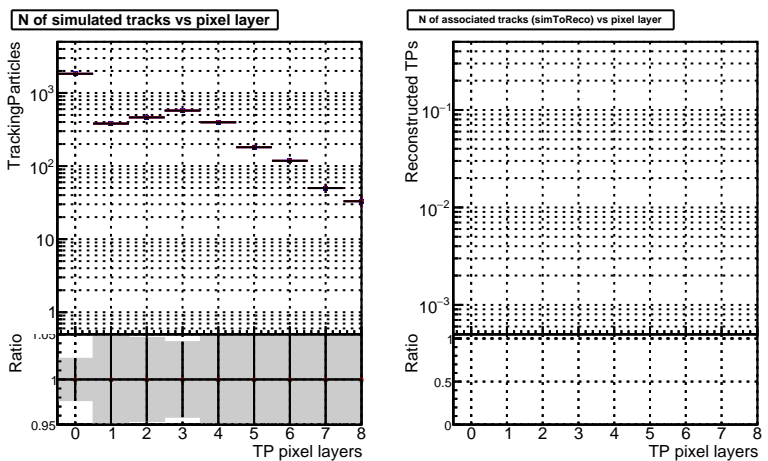 N of simulated tracks vs pixel layer
TrackingParticles
10³
10²
10
1
Ratio
1.05
1
0.95
0 1 2 3 4 5 6 7 8
TP pixel layers
N of associated tracks (simToReco) vs pixel layer
Reconstructed TPs
10⁻¹
10⁻²
10⁻³
Ratio
1
0.5
0
0 1 2 3 4 5 6 7 8
TP pixel layers